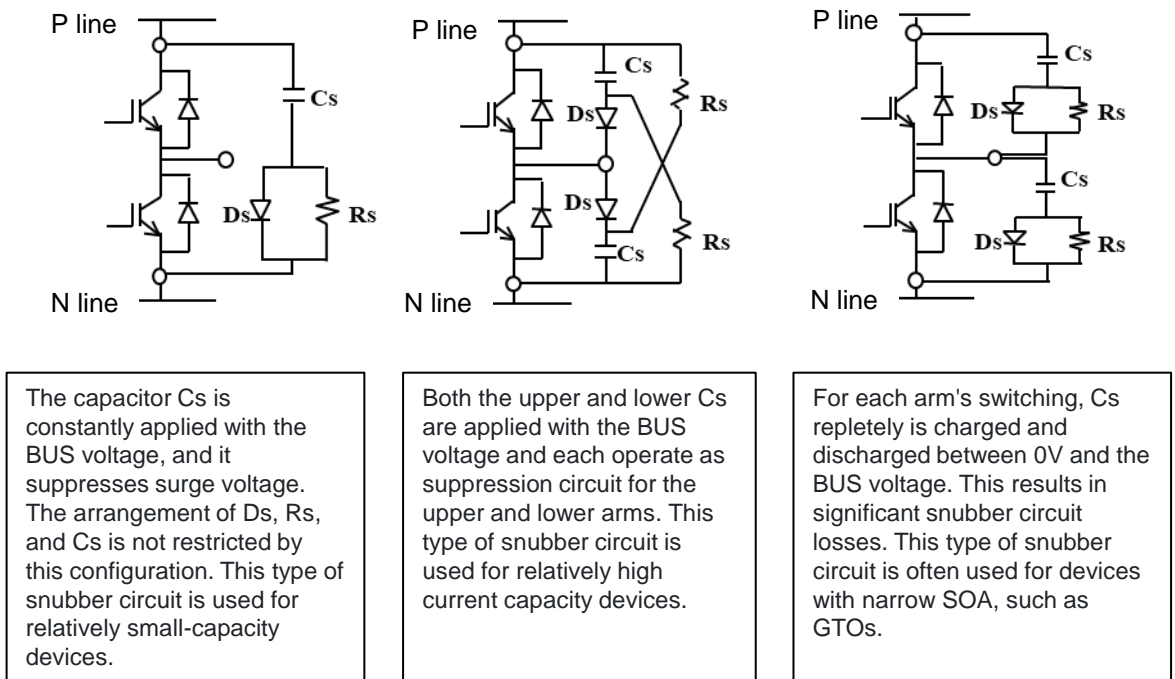 P line
Cs
Ds
Rs
N line
P line
Cs
Ds
Rs
Ds
Cs
Rs
N line
P line
Cs
Ds
Rs
Cs
Ds
Rs
N line
The capacitor Cs is
constantly applied with the
BUS voltage, and it
suppresses surge voltage.
The arrangement of Ds, Rs,
and Cs is not restricted by
this configuration. This type of
snubber circuit is used for
relatively small-capacity
devices.
Both the upper and lower Cs
are applied with the BUS
voltage and each operate as
suppression circuit for the
upper and lower arms. This
type of snubber circuit is
used for relatively high
current capacity devices.
For each arm's switching, Cs
repletely is charged and
discharged between 0V and the
BUS voltage. This results in
significant snubber circuit
losses. This type of snubber
circuit is often used for devices
with narrow SOA, such as
GTOs.